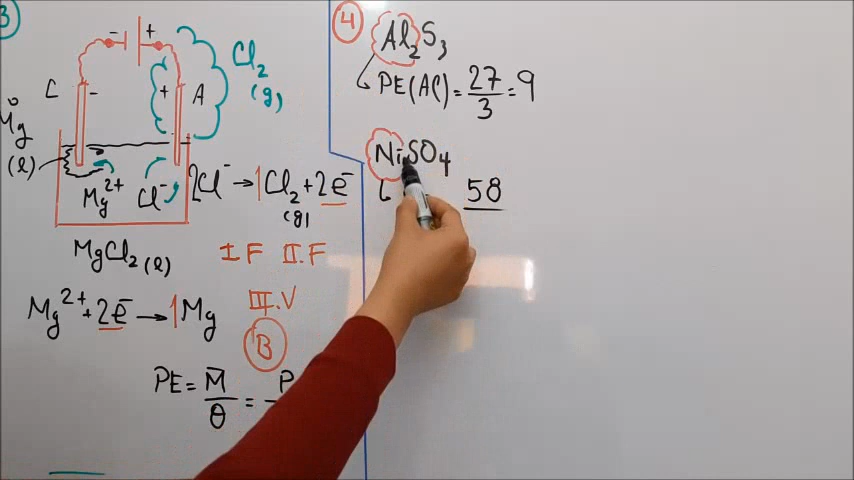 3
- +
C - + A
Cl2
(g)
Mg
(l)
Mg2+ Cl-
2Cl- → 1Cl2 + 2e-
(g)
MgCl2 (l)
I F II.F
Mg2+ + 2e- → 1Mg
III.V
B
PE = M/θ = P
4 Al2S3
PE(Al) = 27/3 = 9
NiSO4
58